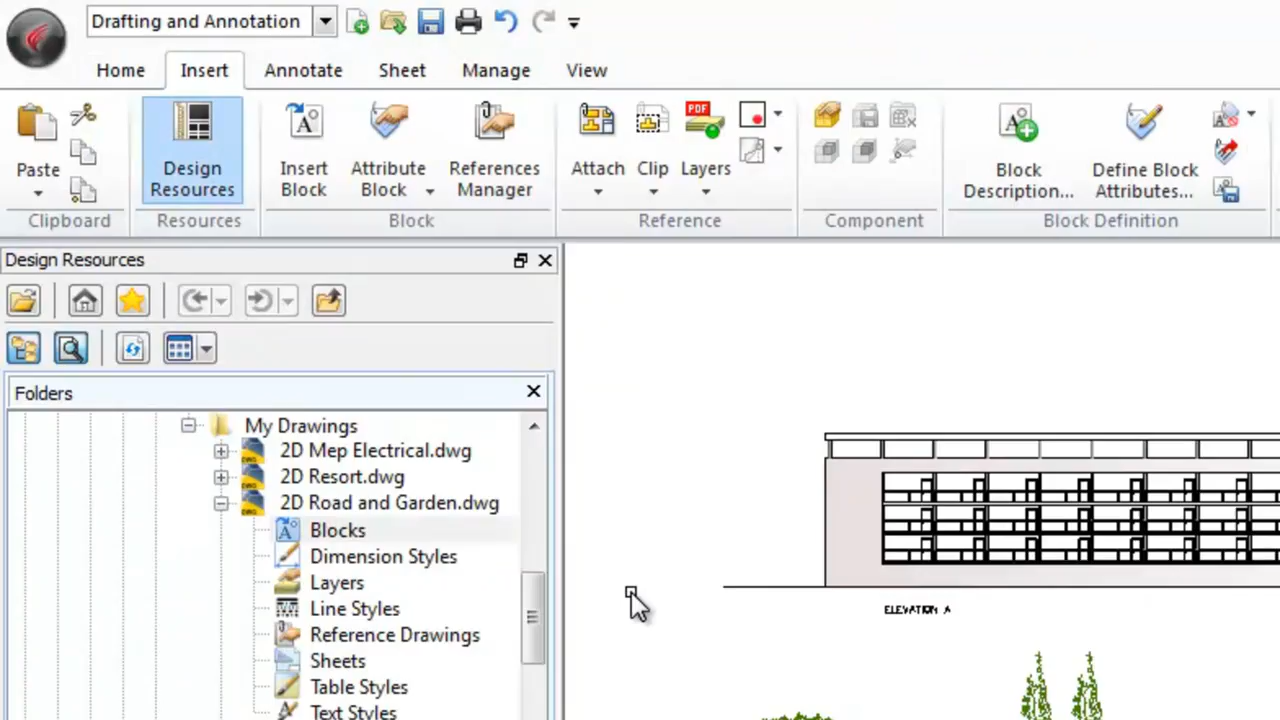 Drafting and Annotation
Home Insert Annotate Sheet Manage View
Paste
Design Resources
Insert Block
Attribute Block
References Manager
Attach
Clip
PDF
Layers
Block Description...
Define Block Attributes...
Clipboard Resources Block Reference Component Block Definition
Design Resources
Folders
My Drawings
2D Mep Electrical.dwg
2D Resort.dwg
2D Road and Garden.dwg
Blocks
Dimension Styles
Layers
Line Styles
Reference Drawings
Sheets
Table Styles
Text Styles
ELEVATION A